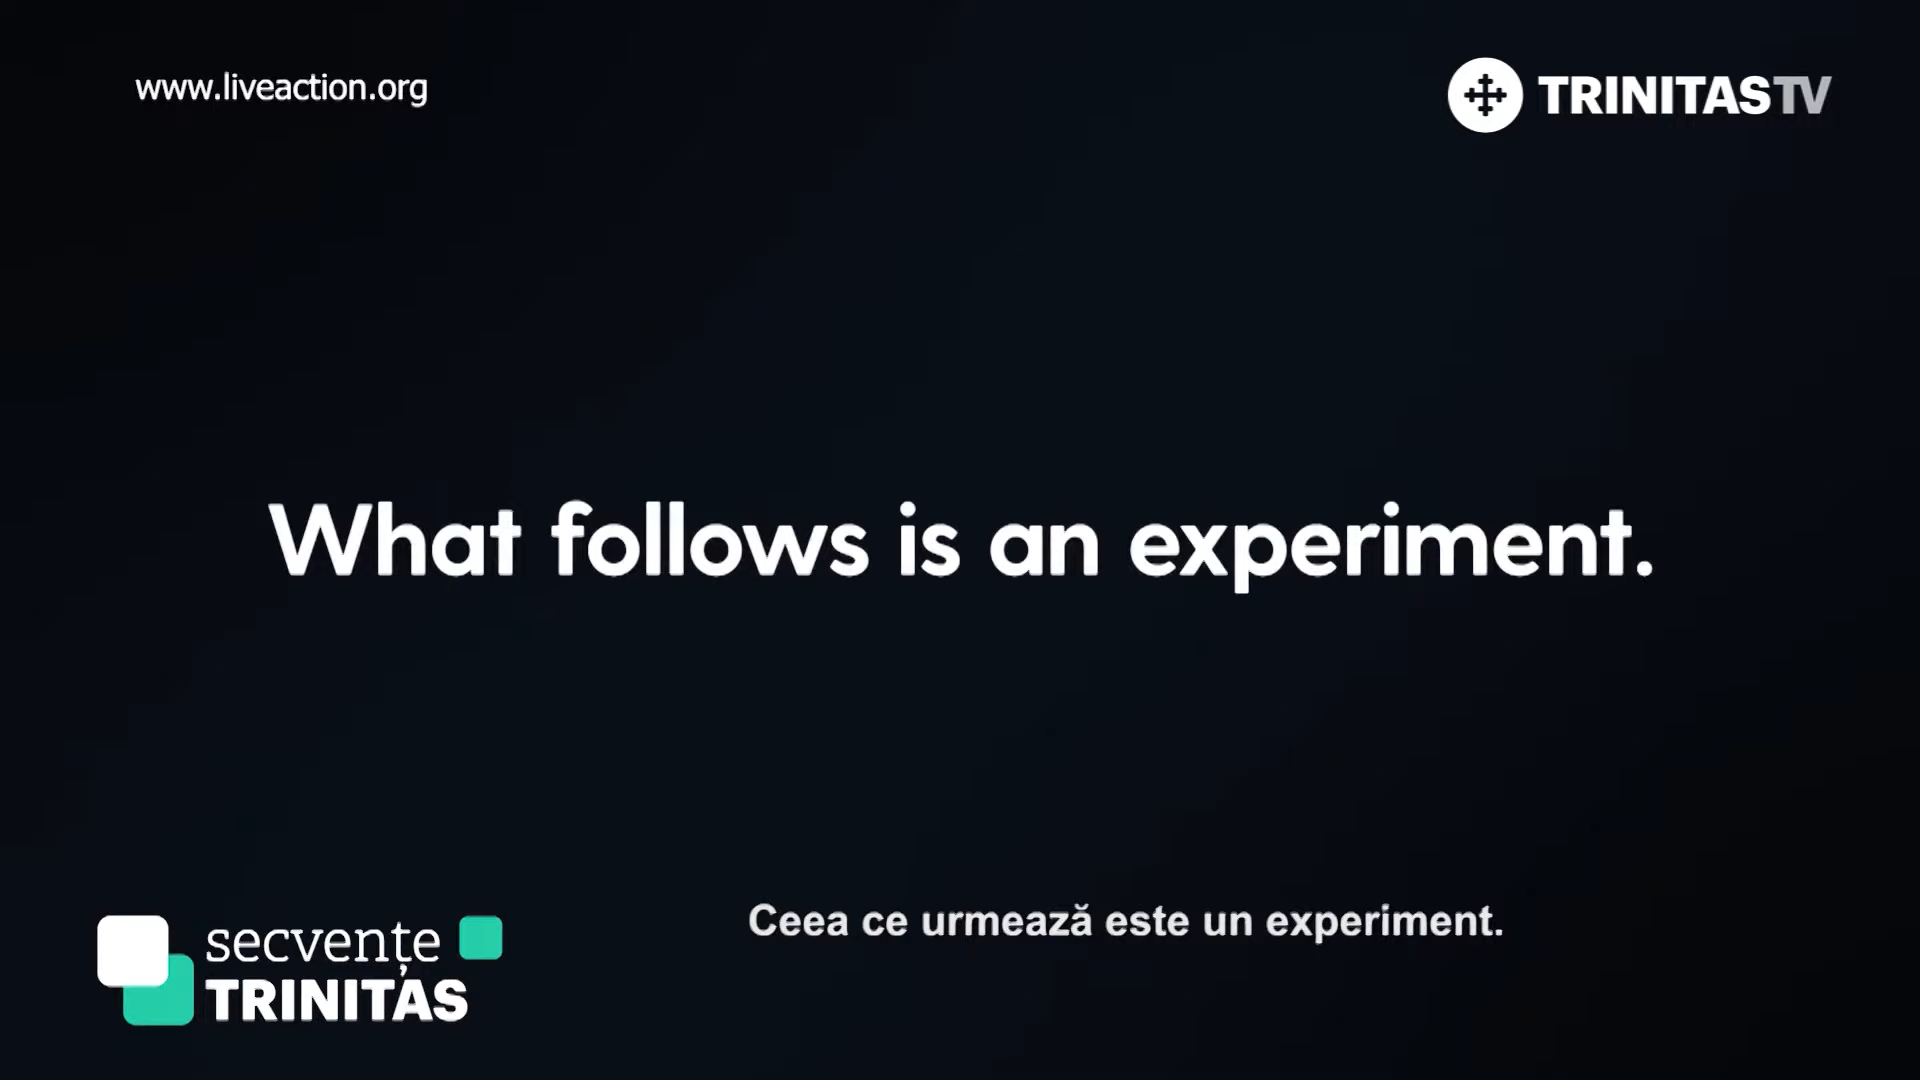 www.liveaction.org
TRINITASTV
What follows is an experiment.
Ceea ce urmează este un experiment.
secvențe
TRINITAS